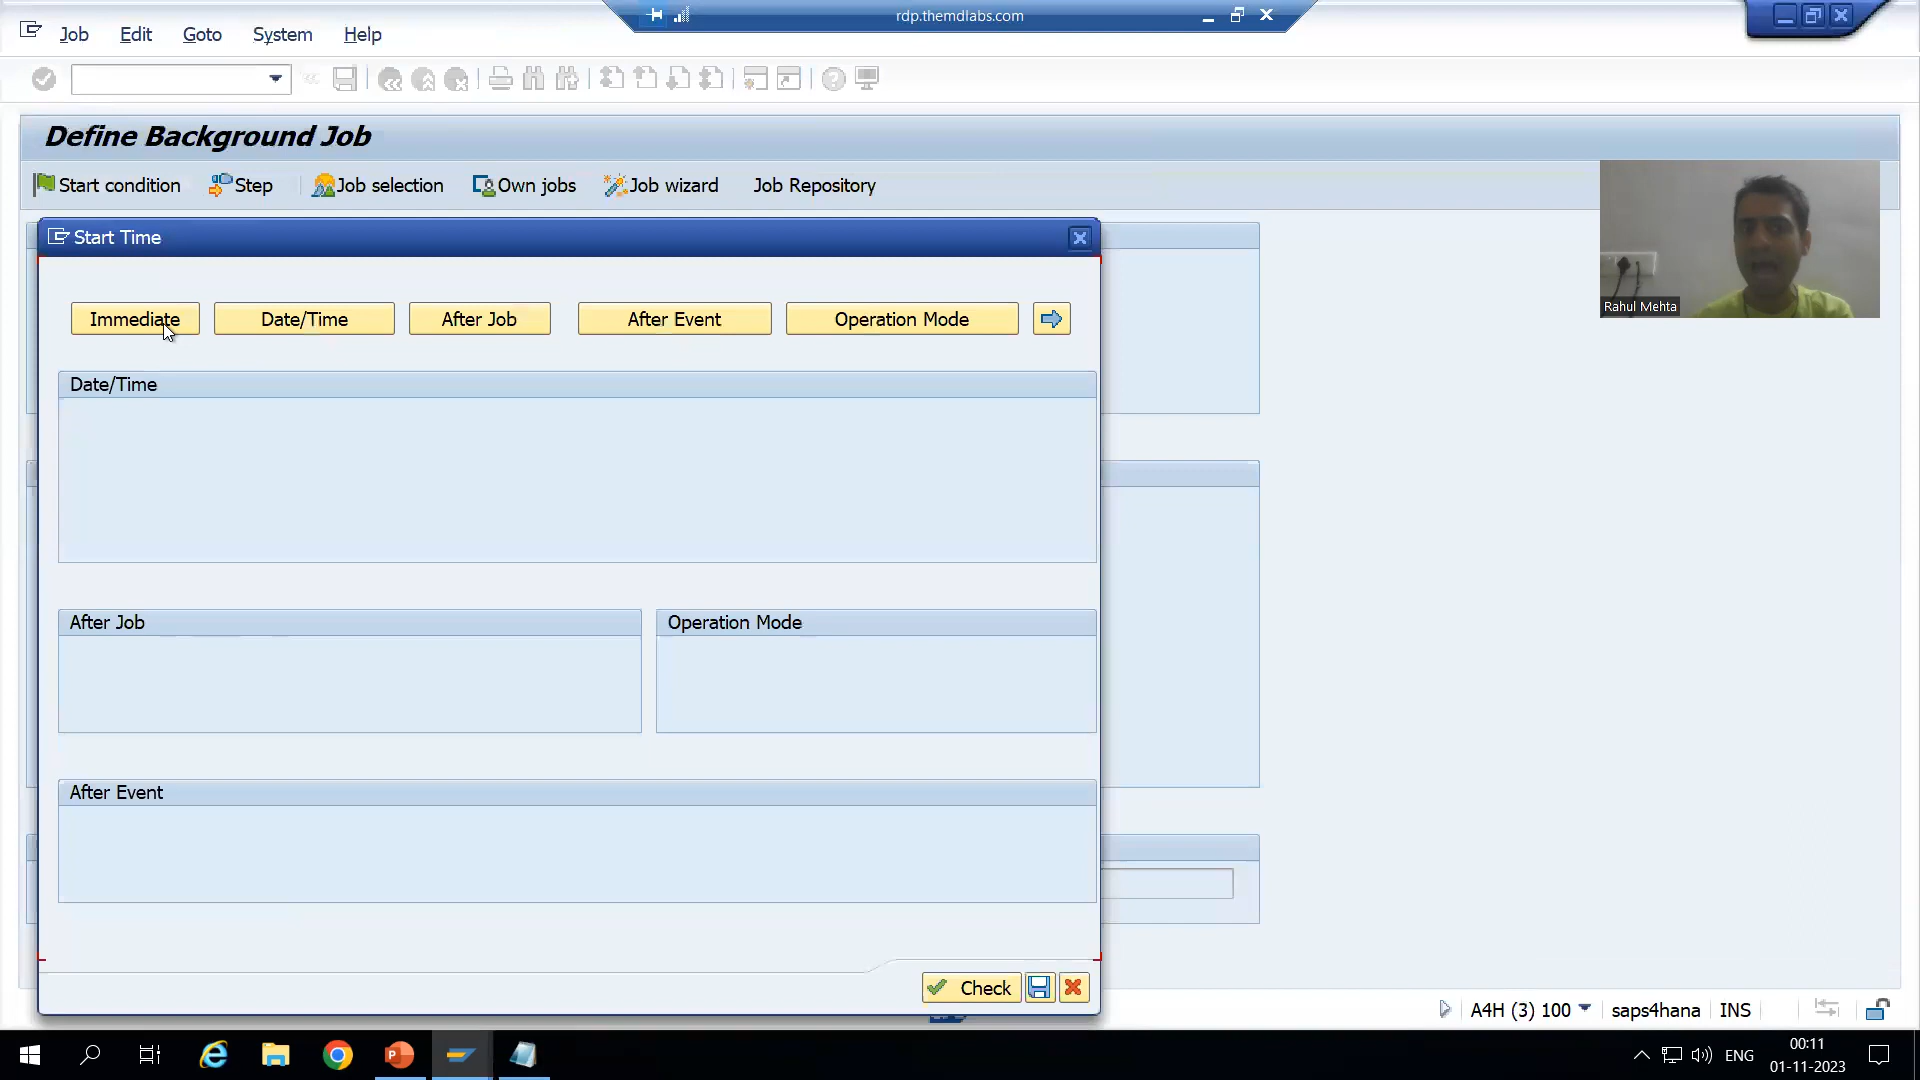 rdp.themdlabs.com
Job Edit Goto System Help
Define Background Job
Start condition Step Job selection Own jobs Job wizard Job Repository
Start Time
Immediate Date/Time After Job After Event Operation Mode
Rahul Mehta
Date/Time
After Job Operation Mode
After Event
Check
A4H (3) 100 saps4hana INS
ENG
00:11
01-11-2023